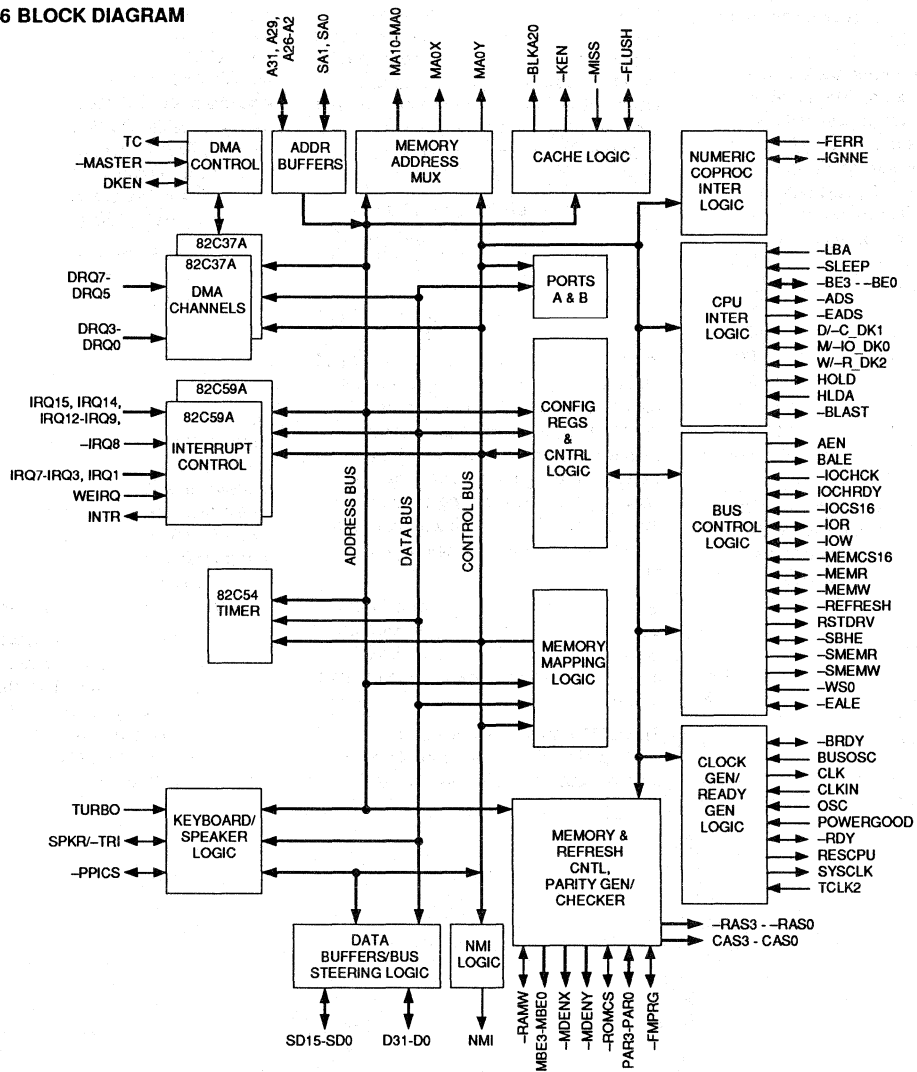 6 BLOCK DIAGRAM
A31, A29,
A26-A2
SA1, SA0
MA10-MA0
MA0X
MA0Y
–BLKA20
–KEN
–MISS
–FLUSH
TC
–MASTER
DKEN
DMA
CONTROL
ADDR
BUFFERS
MEMORY
ADDRESS
MUX
CACHE LOGIC
NUMERIC
COPROC
INTER
LOGIC
–FERR
–IGNNE
82C37A
82C37A
DMA
CHANNELS
DRQ7-
DRQ5
DRQ3-
DRQ0
PORTS
A & B
CPU
INTER
LOGIC
–LBA
–SLEEP
–BE3 - –BE0
–ADS
–EADS
D/–C_DK1
M/–IO_DK0
W/–R_DK2
HOLD
HLDA
–BLAST
82C59A
82C59A
INTERRUPT
CONTROL
IRQ15, IRQ14,
IRQ12-IRQ9,
–IRQ8
IRQ7-IRQ3, IRQ1
WEIRQ
INTR
CONFIG
REGS
&
CNTRL
LOGIC
ADDRESS BUS
DATA BUS
CONTROL BUS
BUS
CONTROL
LOGIC
AEN
BALE
–IOCHCK
IOCHRDY
–IOCS16
–IOR
–IOW
–MEMCS16
–MEMR
–MEMW
–REFRESH
RSTDRV
–SBHE
–SMEMR
–SMEMW
–WS0
–EALE
82C54
TIMER
MEMORY
MAPPING
LOGIC
CLOCK
GEN/
READY
GEN
LOGIC
–BRDY
BUSOSC
CLK
CLKIN
OSC
POWERGOOD
–RDY
RESCPU
SYSCLK
TCLK2
TURBO
SPKR/–TRI
–PPICS
KEYBOARD/
SPEAKER
LOGIC
MEMORY &
REFRESH
CNTL,
PARITY GEN/
CHECKER
–RAS3 - –RAS0
CAS3 - CAS0
DATA
BUFFERS/BUS
STEERING LOGIC
NMI
LOGIC
SD15-SD0
D31-D0
NMI
–RAMW
MBE3-MBE0
–MDENX
–MDENY
–ROMCS
PAR3-PAR0
–FMPRG